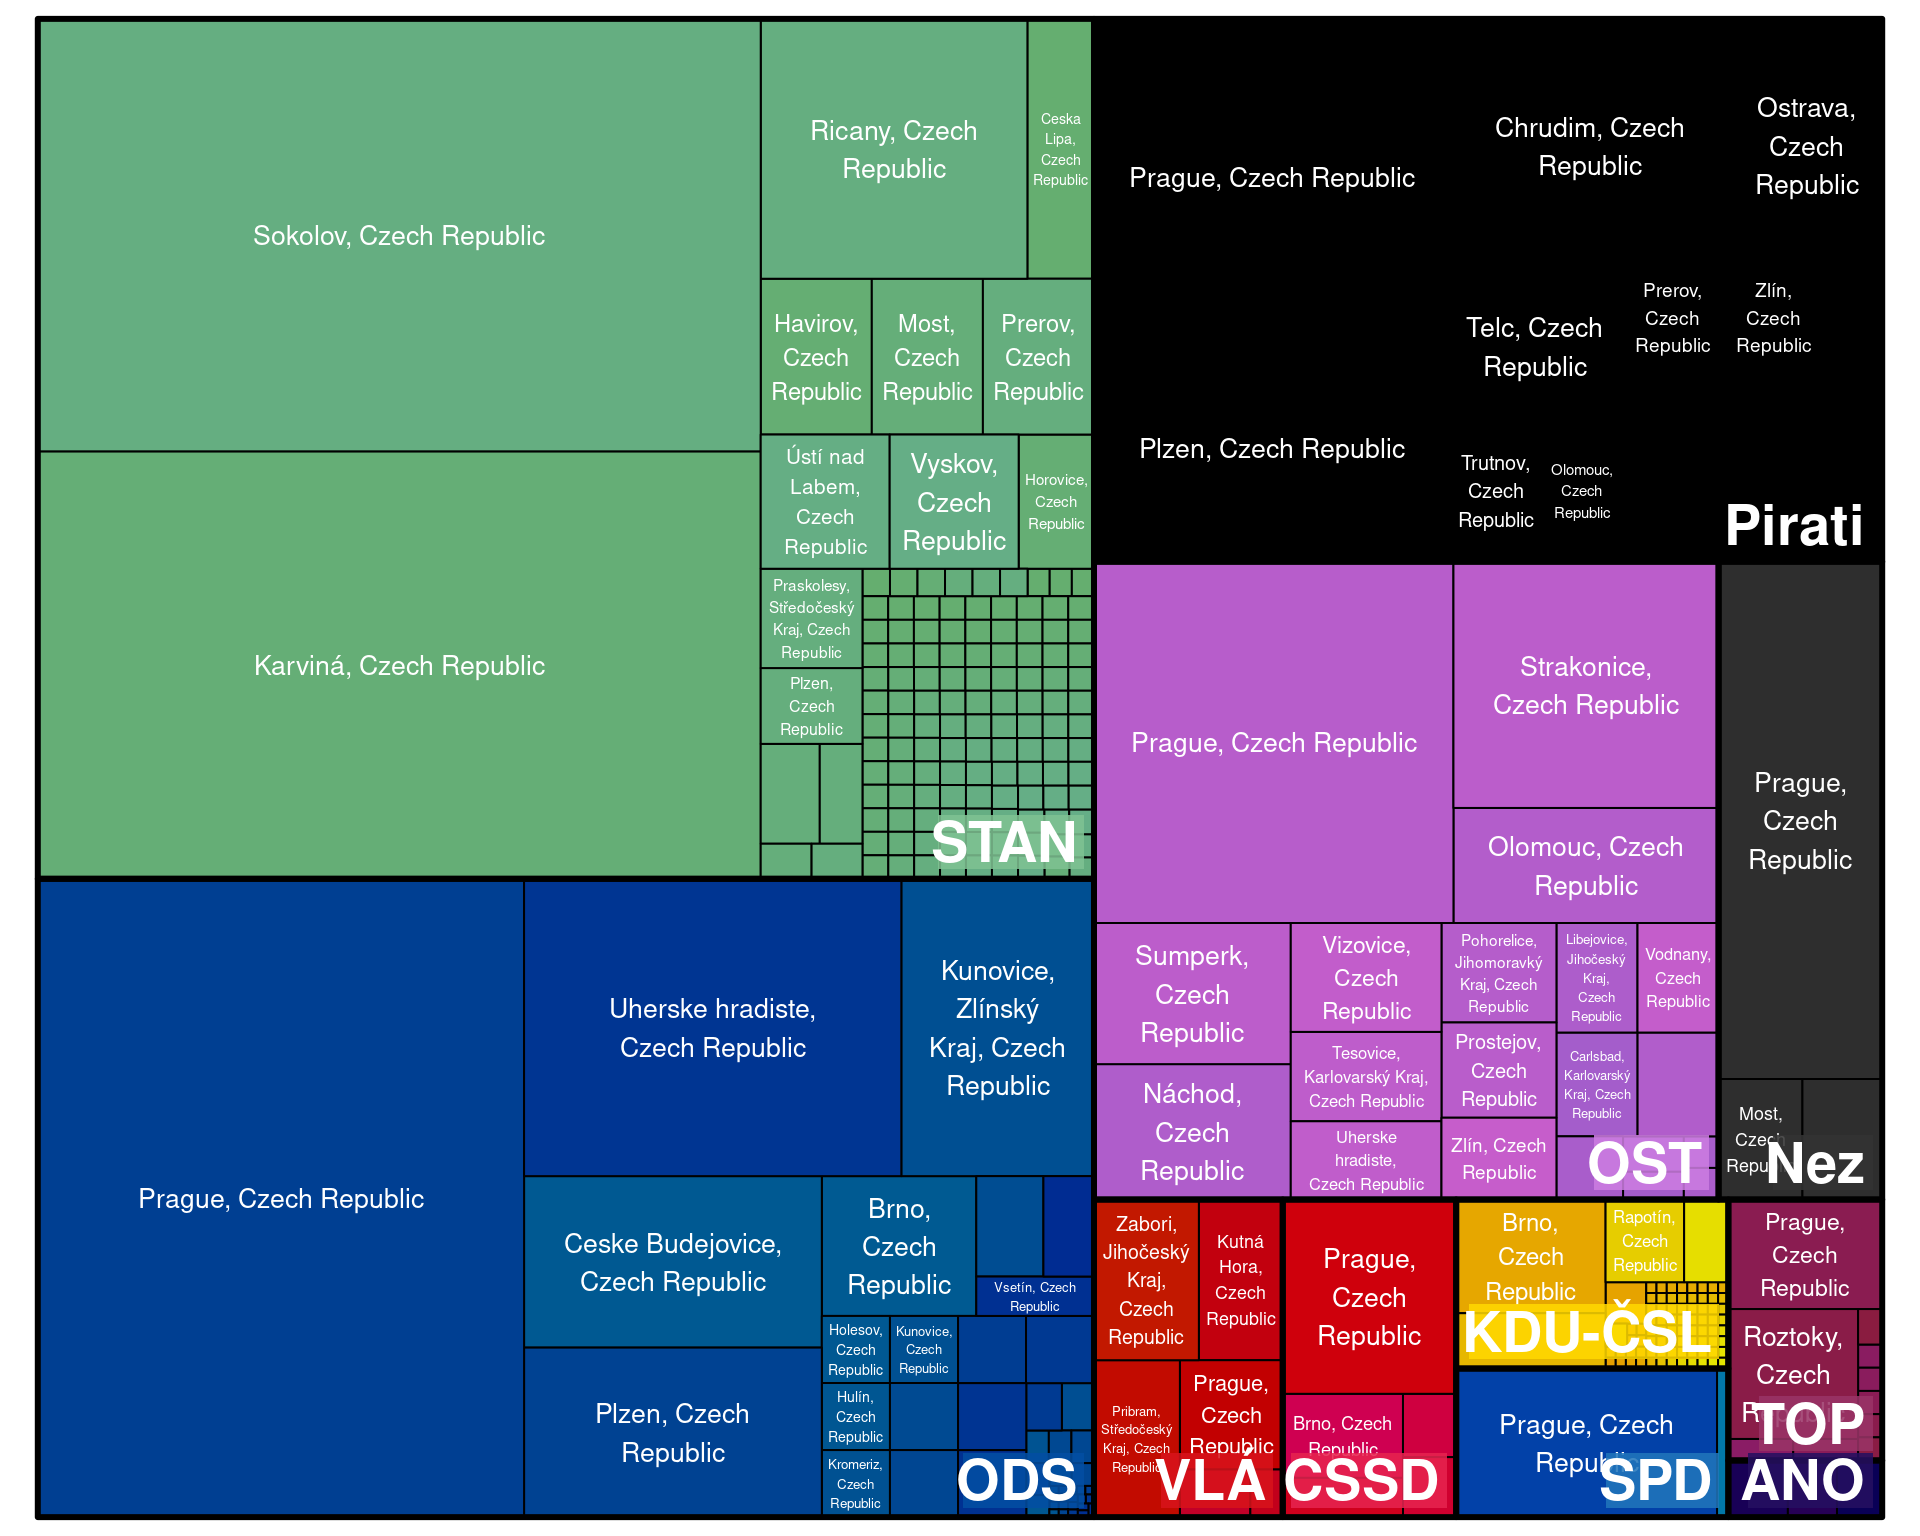 Sokolov, Czech Republic
Karviná, Czech Republic
Ricany, Czech
Republic
Ceska
Lipa,
Czech
Republic
Havirov,
Czech
Republic
Most,
Czech
Republic
Prerov,
Czech
Republic
Ústí nad
Labem,
Czech
Republic
Vyskov,
Czech
Republic
Horovice,
Czech
Republic
Praskolesy,
Středočeský
Kraj, Czech
Republic
Plzen,
Czech
Republic
STAN
Prague, Czech Republic
Plzen, Czech Republic
Chrudim, Czech
Republic
Ostrava,
Czech
Republic
Telc, Czech
Republic
Prerov,
Czech
Republic
Zlín,
Czech
Republic
Trutnov,
Czech
Republic
Olomouc,
Czech
Republic
Pirati
Prague, Czech Republic
Strakonice,
Czech Republic
Olomouc, Czech
Republic
Sumperk,
Czech
Republic
Náchod,
Czech
Republic
Vizovice,
Czech
Republic
Tesovice,
Karlovarský Kraj,
Czech Republic
Uherske
hradiste,
Czech Republic
Pohorelice,
Jihomoravký
Kraj, Czech
Republic
Prostejov,
Czech
Republic
Zlín, Czech
Republic
Libejovice,
Jihočeský
Kraj,
Czech
Republic
Vodnany,
Czech
Republic
Carlsbad,
Karlovarský
Kraj, Czech
Republic
OST
Prague,
Czech
Republic
Most,
Czech
Republic
Nez
Prague, Czech Republic
Uherske hradiste,
Czech Republic
Kunovice,
Zlínský
Kraj, Czech
Republic
Ceske Budejovice,
Czech Republic
Plzen, Czech
Republic
Brno,
Czech
Republic
Vsetín, Czech
Republic
Holesov,
Czech
Republic
Kunovice,
Czech
Republic
Hulín,
Czech
Republic
Kromeriz,
Czech
Republic
ODS
Zabori,
Jihočeský
Kraj,
Czech
Republic
Kutná
Hora,
Czech
Republic
Pribram,
Středočeský
Kraj, Czech
Republic
Prague,
Czech
Republic
VLÁ
Prague,
Czech
Republic
Brno, Czech
Republic
CSSD
Brno,
Czech
Republic
Rapotín,
Czech
Republic
KDU-ČSL
Prague, Czech
Republic
SPD
Prague,
Czech
Republic
Roztoky,
Czech
Republic
TOP
ANO